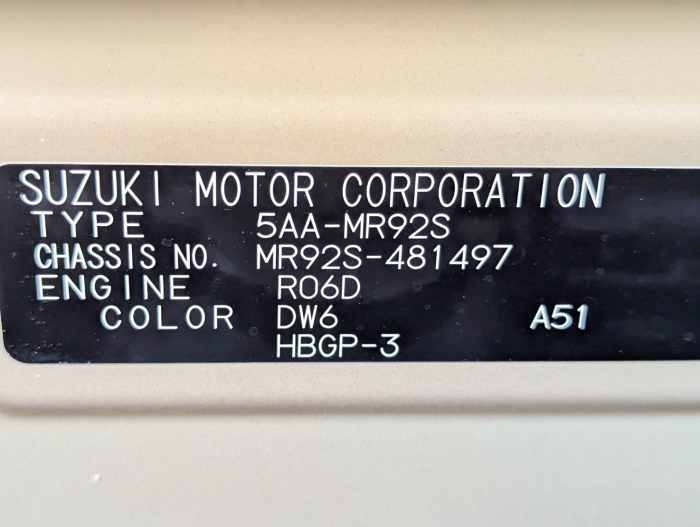 SUZUKI MOTOR CORPORATION
TYPE 5AA-MR92S
CHASSIS NO. MR92S-481497
ENGINE R06D
COLOR DW6 A51
HBGP-3